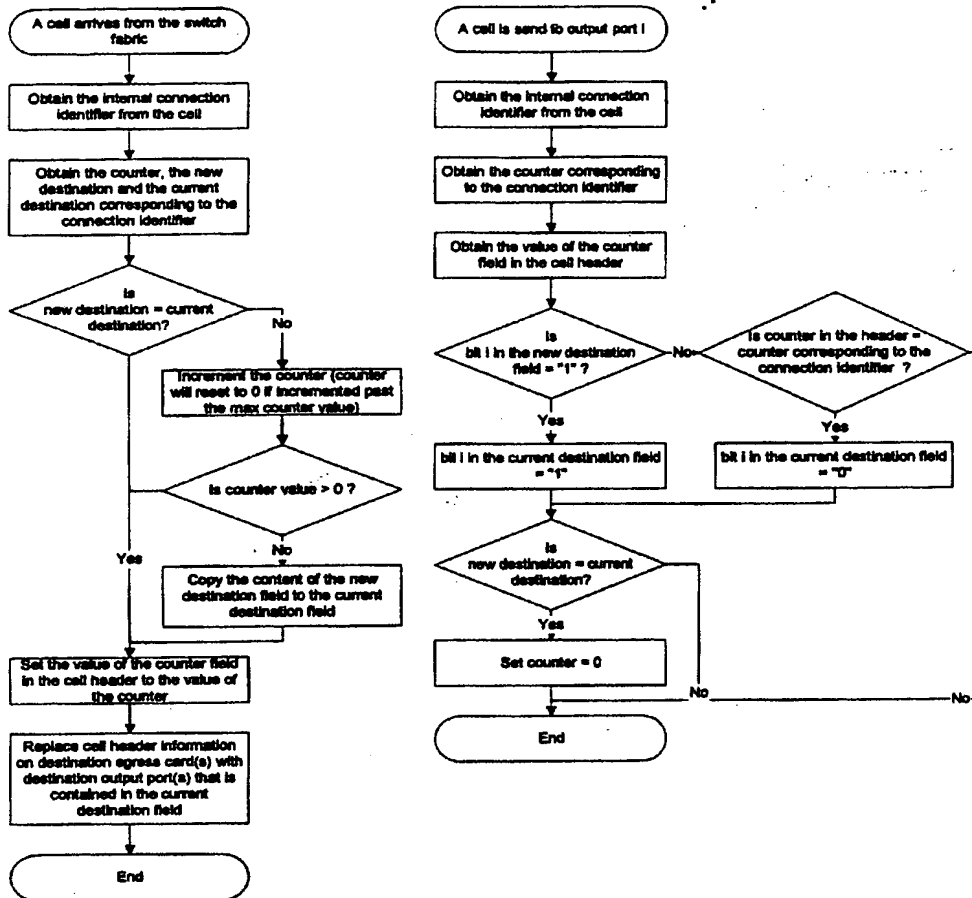 A cell arrives from the switch
fabric
Obtain the internal connection
identifier from the cell
Obtain the counter, the new
destination and the current
destination corresponding to the
connection identifier
Is
new destination = current
destination?
No
Increment the counter (counter
will reset to 0 if incremented past
the max counter value)
Is counter value > 0 ?
No
Yes
Copy the content of the new
destination field to the current
destination field
Set the value of the counter field
in the cell header to the value of
the counter
Replace cell header information
on destination egress card(s) with
destination output port(s) that is
contained in the current
destination field
End
A cell is send to output port i
Obtain the internal connection
identifier from the cell
Obtain the counter corresponding
to the connection identifier
Obtain the value of the counter
field in the cell header
Is
bit i in the new destination
field = "1" ?
No
Is counter in the header =
counter corresponding to the
connection identifier ?
Yes
Yes
bit i in the current destination field
= "1"
bit i in the current destination field
= "0"
Is
new destination = current
destination?
Yes
Set counter = 0
No
No
End